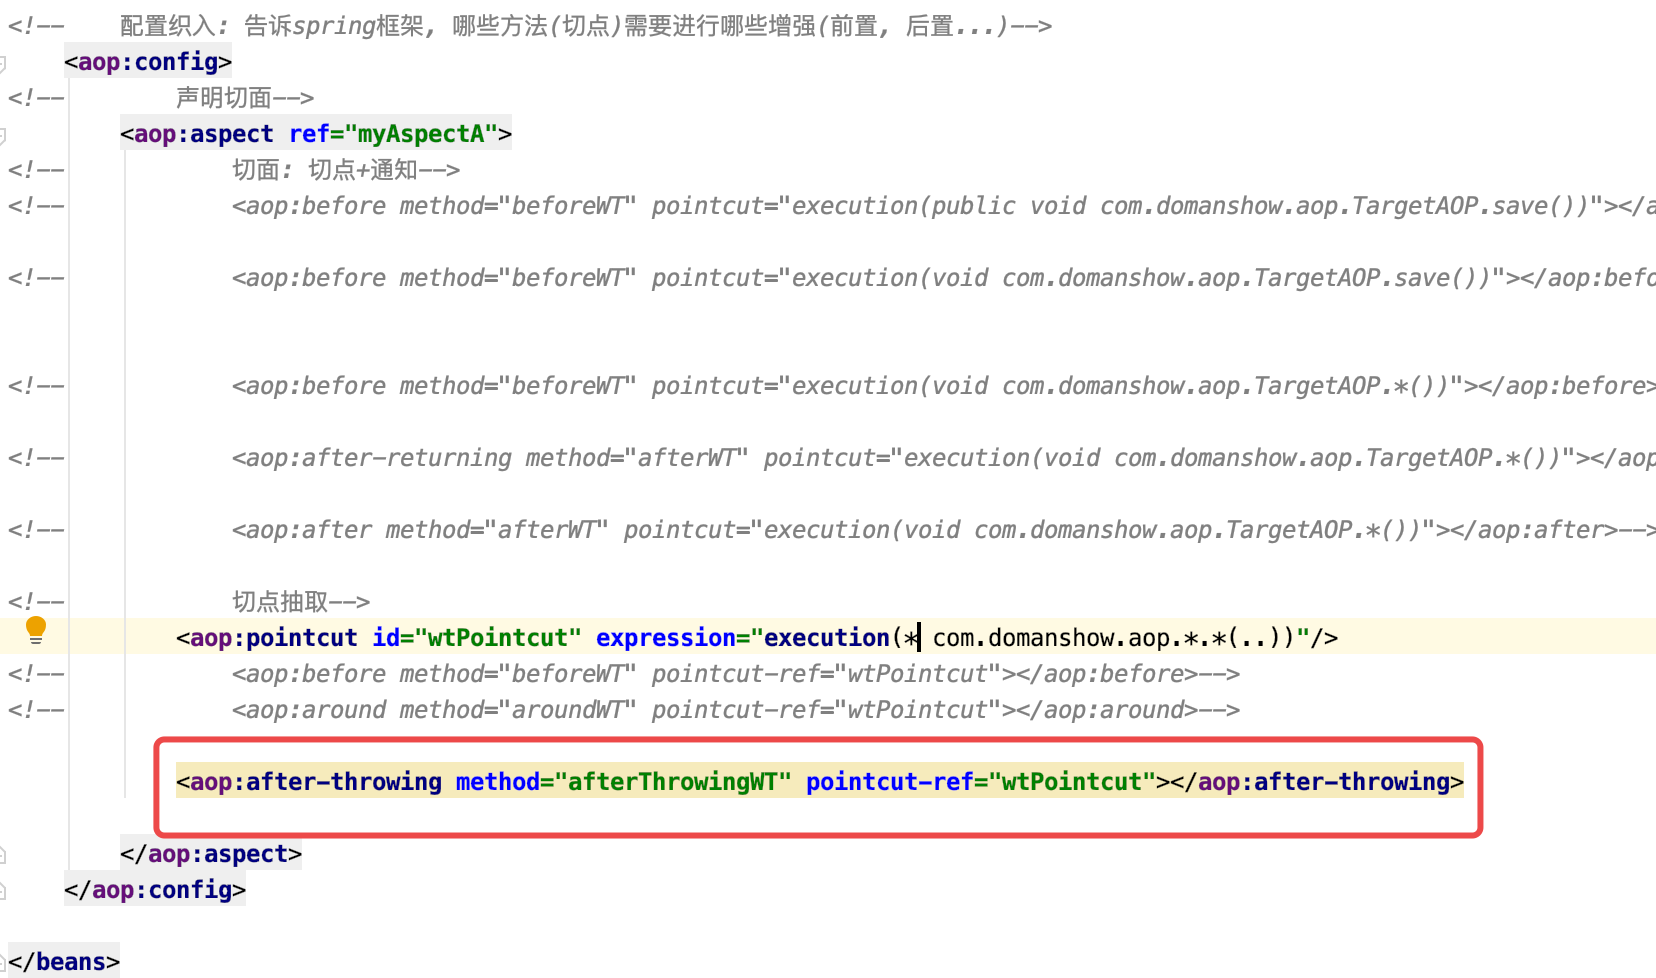 <!-- 配置织入: 告诉spring框架, 哪些方法(切点)需要进行哪些增强(前置, 后置...)-->
<aop:config>
<!-- 声明切面-->
<aop:aspect ref="myAspectA">
<!-- 切面: 切点+通知-->
<!-- <aop:before method="beforeWT" pointcut="execution(public void com.domanshow.aop.TargetAOP.save())"></a
<!-- <aop:before method="beforeWT" pointcut="execution(void com.domanshow.aop.TargetAOP.save())"></aop:befo
<!-- <aop:before method="beforeWT" pointcut="execution(void com.domanshow.aop.TargetAOP.*())"></aop:before>
<!-- <aop:after-returning method="afterWT" pointcut="execution(void com.domanshow.aop.TargetAOP.*())"></aop
<!-- <aop:after method="afterWT" pointcut="execution(void com.domanshow.aop.TargetAOP.*())"></aop:after>-->
<!-- 切点抽取-->
<aop:pointcut id="wtPointcut" expression="execution(* com.domanshow.aop.*.*(..))"/>
<!-- <aop:before method="beforeWT" pointcut-ref="wtPointcut"></aop:before>-->
<!-- <aop:around method="aroundWT" pointcut-ref="wtPointcut"></aop:around>-->
<aop:after-throwing method="afterThrowingWT" pointcut-ref="wtPointcut"></aop:after-throwing>
</aop:aspect>
</aop:config>
</beans>